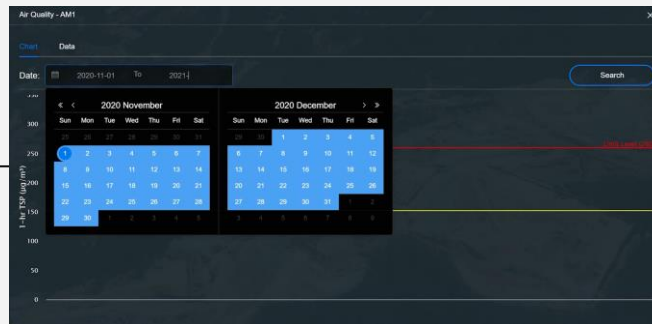 Air Quality - AM1
Chart Data
Date: 2020-11-01 To 2021-
Search
2020 November
Sun Mon Tue Wed Thu Fri Sat
25 26 27 28 29 30 31
1 2 3 4 5 6 7
8 9 10 11 12 13 14
15 16 17 18 19 20 21
22 23 24 25 26 27 28
29 30 1 2 3 4 5
2020 December
Sun Mon Tue Wed Thu Fri Sat
29 30 1 2 3 4 5
6 7 8 9 10 11 12
13 14 15 16 17 18 19
20 21 22 23 24 25 26
27 28 29 30 31 1 2
3 4 5 6 7 8 9
1-hr TSP (μg/m³)
300
250
200
150
100
50
0